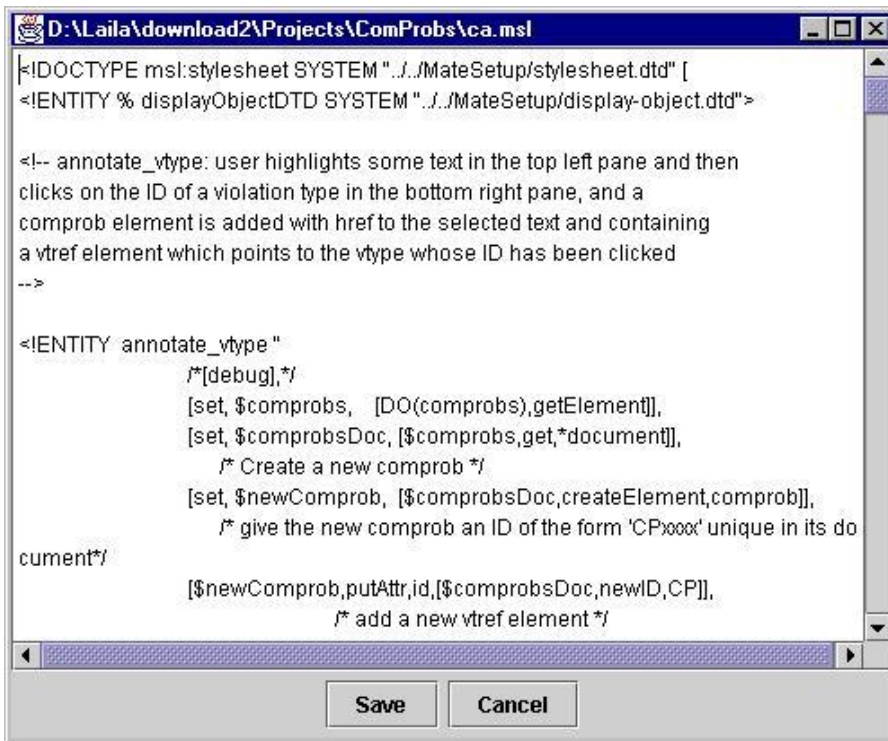 D:\Laila\download2\Projects\ComProbs\ca.msl
<!DOCTYPE msl:stylesheet SYSTEM "../../MateSetup/stylesheet.dtd" [
<!ENTITY % displayObjectDTD SYSTEM "../../MateSetup/display-object.dtd">
<!-- annotate_vtype: user highlights some text in the top left pane and then
clicks on the ID of a violation type in the bottom right pane, and a
comprob element is added with href to the selected text and containing
a vtref element which points to the vtype whose ID has been clicked
-->
<!ENTITY annotate_vtype "
/*[debug],*/
[set, $comprobs, [DO(comprobs),getElement]],
[set, $comprobsDoc, [$comprobs,get,*document]],
/* Create a new comprob */
[set, $newComprob, [$comprobsDoc,createElement,comprob]],
/* give the new comprob an ID of the form 'CPxxxx' unique in its do
cument*/
[$newComprob,putAttr,id,[$comprobsDoc,newID,CP]],
/* add a new vtref element */
Save Cancel